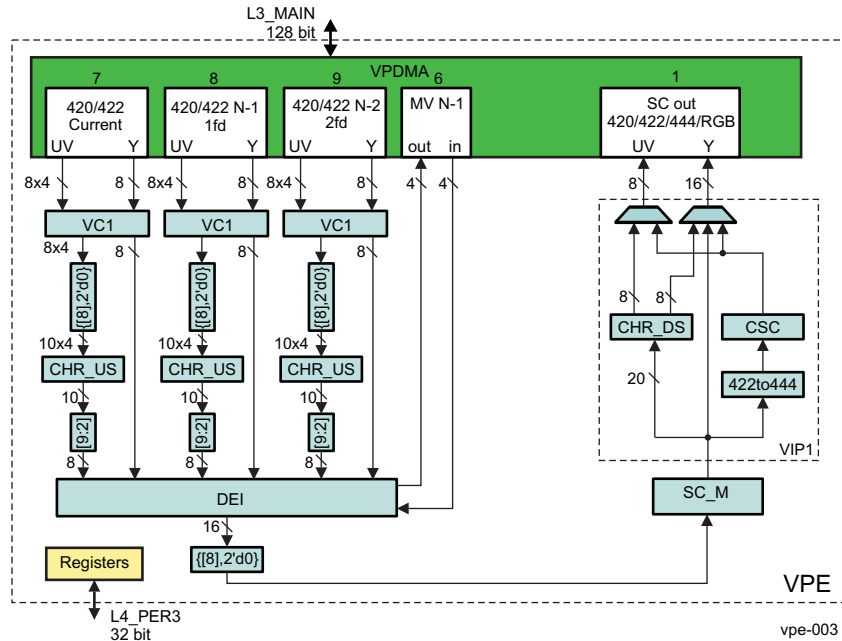 L3_MAIN
128 bit
VPDMA
7
8
9
6
1
420/422
Current
UV
Y
420/422 N-1
1fd
UV
Y
420/422 N-2
2fd
UV
Y
MV N-1
out
in
SC out
420/422/444/RGB
UV
Y
8x4
8
8x4
8
8x4
8
4
4
8
16
VC1
VC1
VC1
8x4
8
8
8
{[8],2'd0}
{[8],2'd0}
{[8],2'd0}
10x4
10x4
10x4
CHR_US
CHR_US
CHR_US
10
10
10
[9:2]
[9:2]
[9:2]
8
8
8
8
8
CHR_DS
CSC
20
422to444
VIP1
DEI
SC_M
16
{[8],2'd0}
Registers
VPE
L4_PER3
32 bit
vpe-003